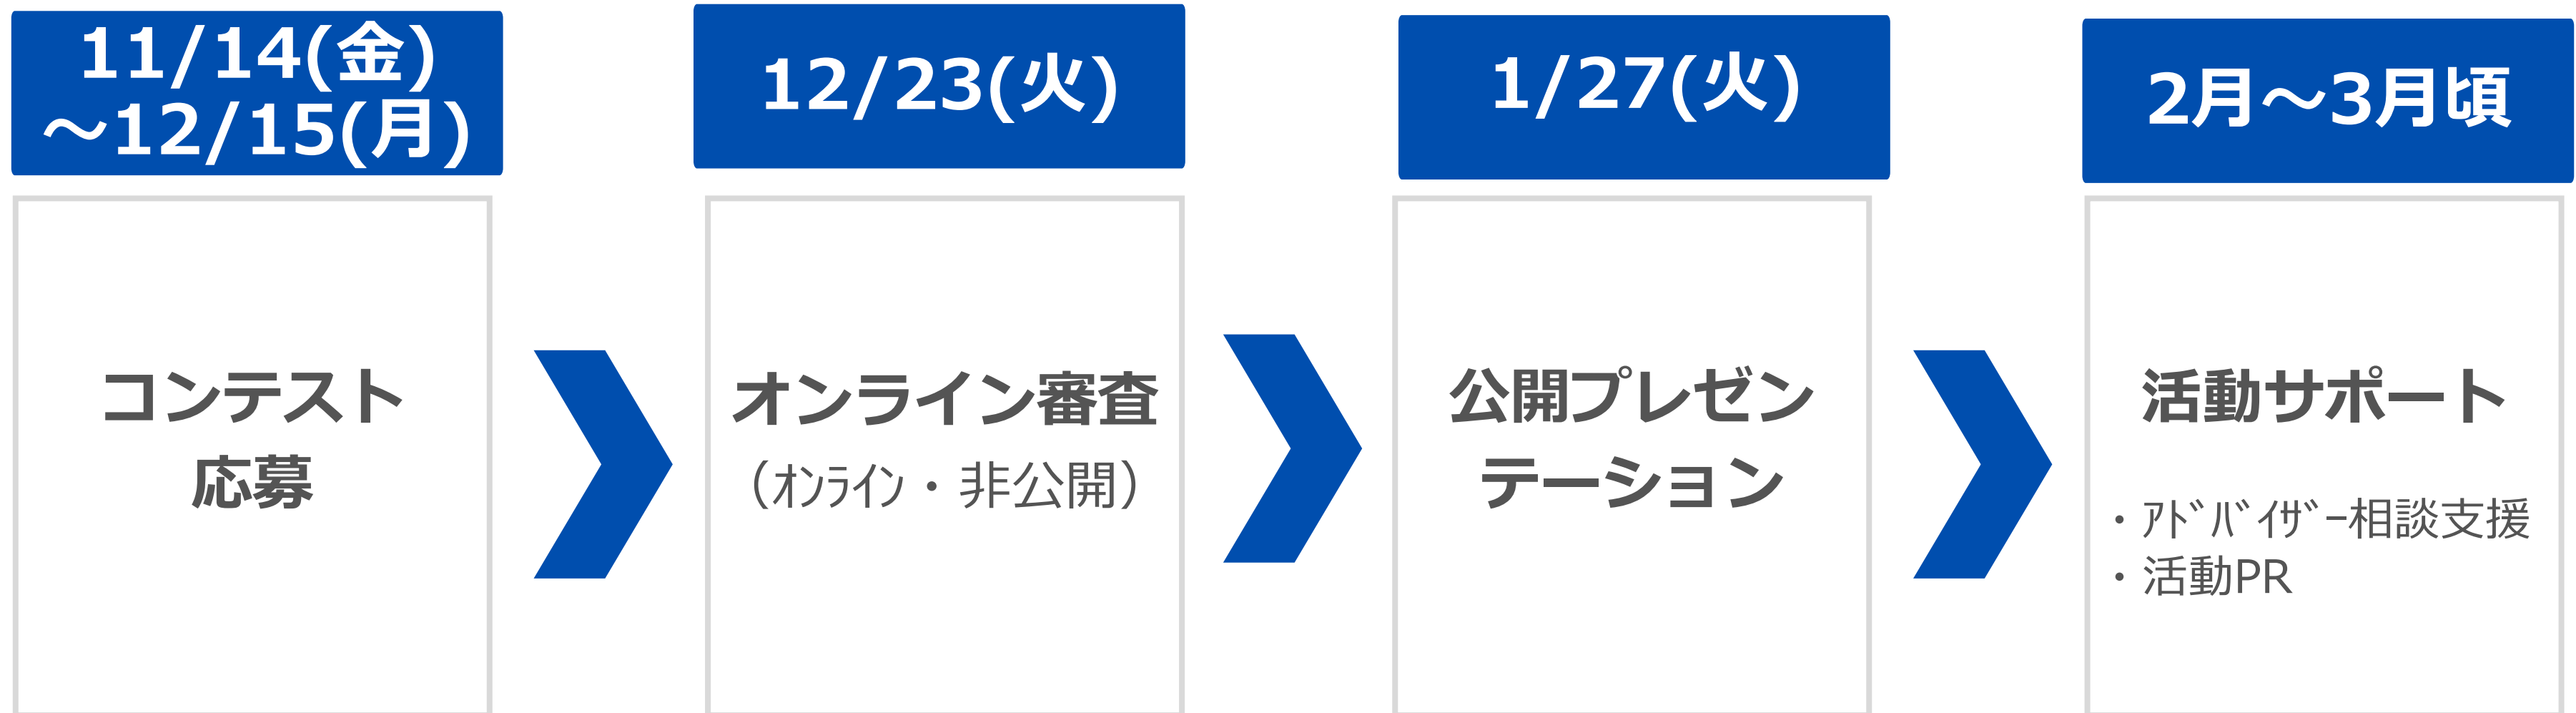 11/14(金)
～12/15(月)
コンテスト
応募
12/23(火)
オンライン審査
（ｵﾝﾗｲﾝ・非公開）
1/27(火)
公開プレゼン
テーション
2月～3月頃
活動サポート
・ｱﾄﾞﾊﾞｲｻﾞｰ相談支援
・活動PR